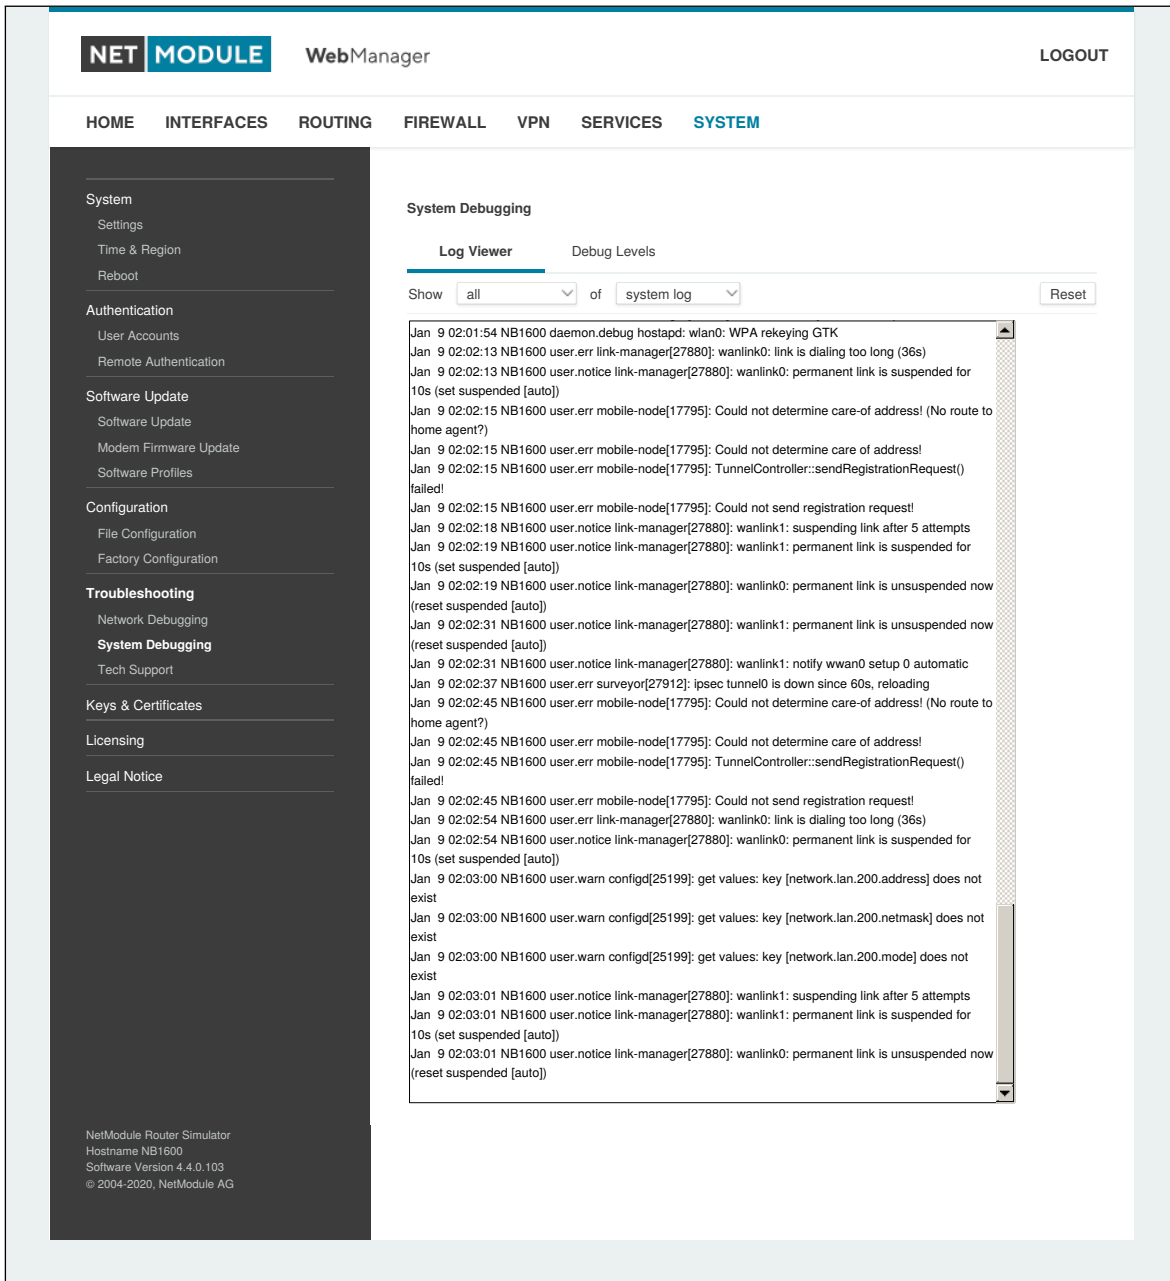 NET MODULE WebManager LOGOUT
HOME INTERFACES ROUTING FIREWALL VPN SERVICES SYSTEM
System
Settings
Time & Region
Reboot
Authentication
User Accounts
Remote Authentication
Software Update
Software Update
Modem Firmware Update
Software Profiles
Configuration
File Configuration
Factory Configuration
Troubleshooting
Network Debugging
System Debugging
Tech Support
Keys & Certificates
Licensing
Legal Notice
NetModule Router Simulator
Hostname NB1600
Software Version 4.4.0.103
© 2004-2020, NetModule AG
System Debugging
Log Viewer Debug Levels
Show all of system log Reset
Jan 9 02:01:54 NB1600 daemon.debug hostapd: wlan0: WPA rekeying GTK
Jan 9 02:02:13 NB1600 user.err link-manager[27880]: wanlink0: link is dialing too long (36s)
Jan 9 02:02:13 NB1600 user.notice link-manager[27880]: wanlink0: permanent link is suspended for
10s (set suspended [auto])
Jan 9 02:02:15 NB1600 user.err mobile-node[17795]: Could not determine care-of address! (No route to
home agent?)
Jan 9 02:02:15 NB1600 user.err mobile-node[17795]: Could not determine care of address!
Jan 9 02:02:15 NB1600 user.err mobile-node[17795]: TunnelController::sendRegistrationRequest()
failed!
Jan 9 02:02:15 NB1600 user.err mobile-node[17795]: Could not send registration request!
Jan 9 02:02:18 NB1600 user.notice link-manager[27880]: wanlink1: suspending link after 5 attempts
Jan 9 02:02:19 NB1600 user.notice link-manager[27880]: wanlink1: permanent link is suspended for
10s (set suspended [auto])
Jan 9 02:02:19 NB1600 user.notice link-manager[27880]: wanlink0: permanent link is unsuspended now
(reset suspended [auto])
Jan 9 02:02:31 NB1600 user.notice link-manager[27880]: wanlink1: permanent link is unsuspended now
(reset suspended [auto])
Jan 9 02:02:31 NB1600 user.notice link-manager[27880]: wanlink1: notify wwan0 setup 0 automatic
Jan 9 02:02:37 NB1600 user.err surveyor[27912]: ipsec tunnel0 is down since 60s, reloading
Jan 9 02:02:45 NB1600 user.err mobile-node[17795]: Could not determine care-of address! (No route to
home agent?)
Jan 9 02:02:45 NB1600 user.err mobile-node[17795]: Could not determine care of address!
Jan 9 02:02:45 NB1600 user.err mobile-node[17795]: TunnelController::sendRegistrationRequest()
failed!
Jan 9 02:02:45 NB1600 user.err mobile-node[17795]: Could not send registration request!
Jan 9 02:02:54 NB1600 user.err link-manager[27880]: wanlink0: link is dialing too long (36s)
Jan 9 02:02:54 NB1600 user.notice link-manager[27880]: wanlink0: permanent link is suspended for
10s (set suspended [auto])
Jan 9 02:03:00 NB1600 user.warn configd[25199]: get values: key [network.lan.200.address] does not
exist
Jan 9 02:03:00 NB1600 user.warn configd[25199]: get values: key [network.lan.200.netmask] does not
exist
Jan 9 02:03:00 NB1600 user.warn configd[25199]: get values: key [network.lan.200.mode] does not
exist
Jan 9 02:03:01 NB1600 user.notice link-manager[27880]: wanlink1: suspending link after 5 attempts
Jan 9 02:03:01 NB1600 user.notice link-manager[27880]: wanlink1: permanent link is suspended for
10s (set suspended [auto])
Jan 9 02:03:01 NB1600 user.notice link-manager[27880]: wanlink0: permanent link is unsuspended now
(reset suspended [auto])